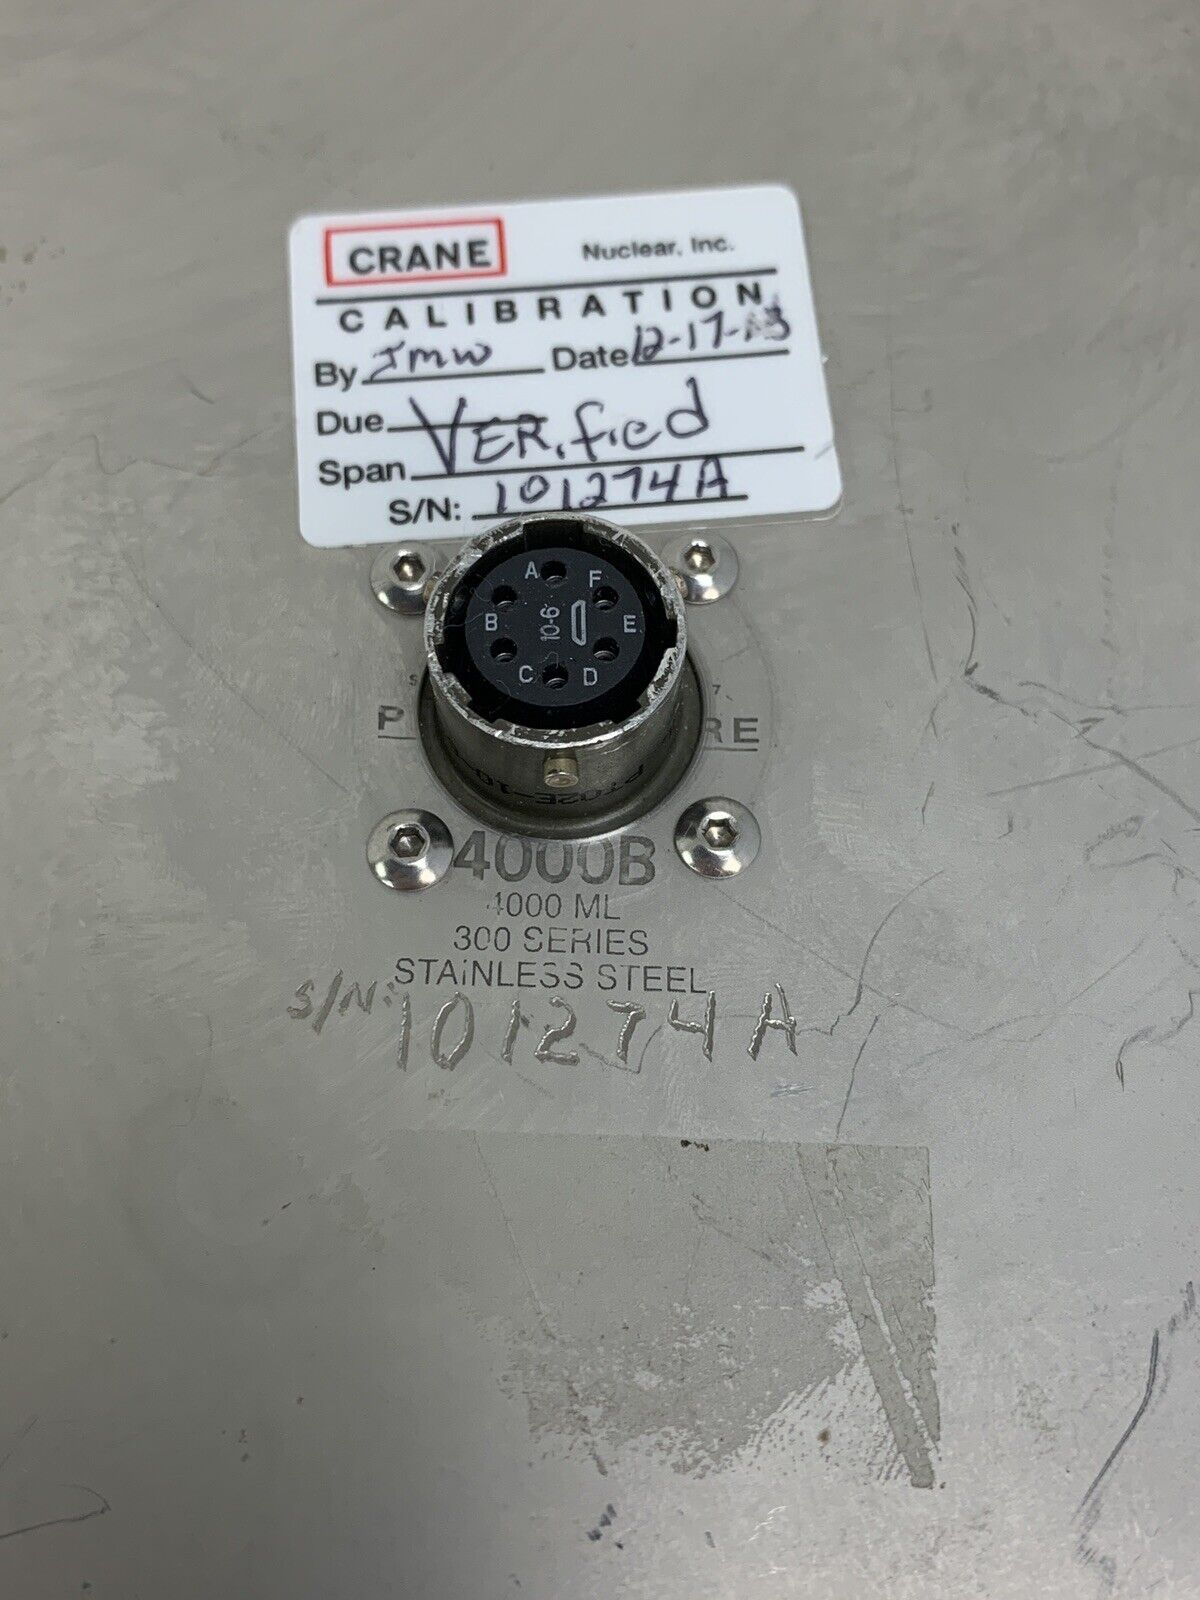 CRANE Nuclear, Inc.
CALIBRATION
By JMW Date 12-17-13
Due VERified
Span
S/N: 101274A
A F
B 10-6 E
C D
4000B
4000 ML
300 SERIES
STAINLESS STEEL
S/N: 101274A